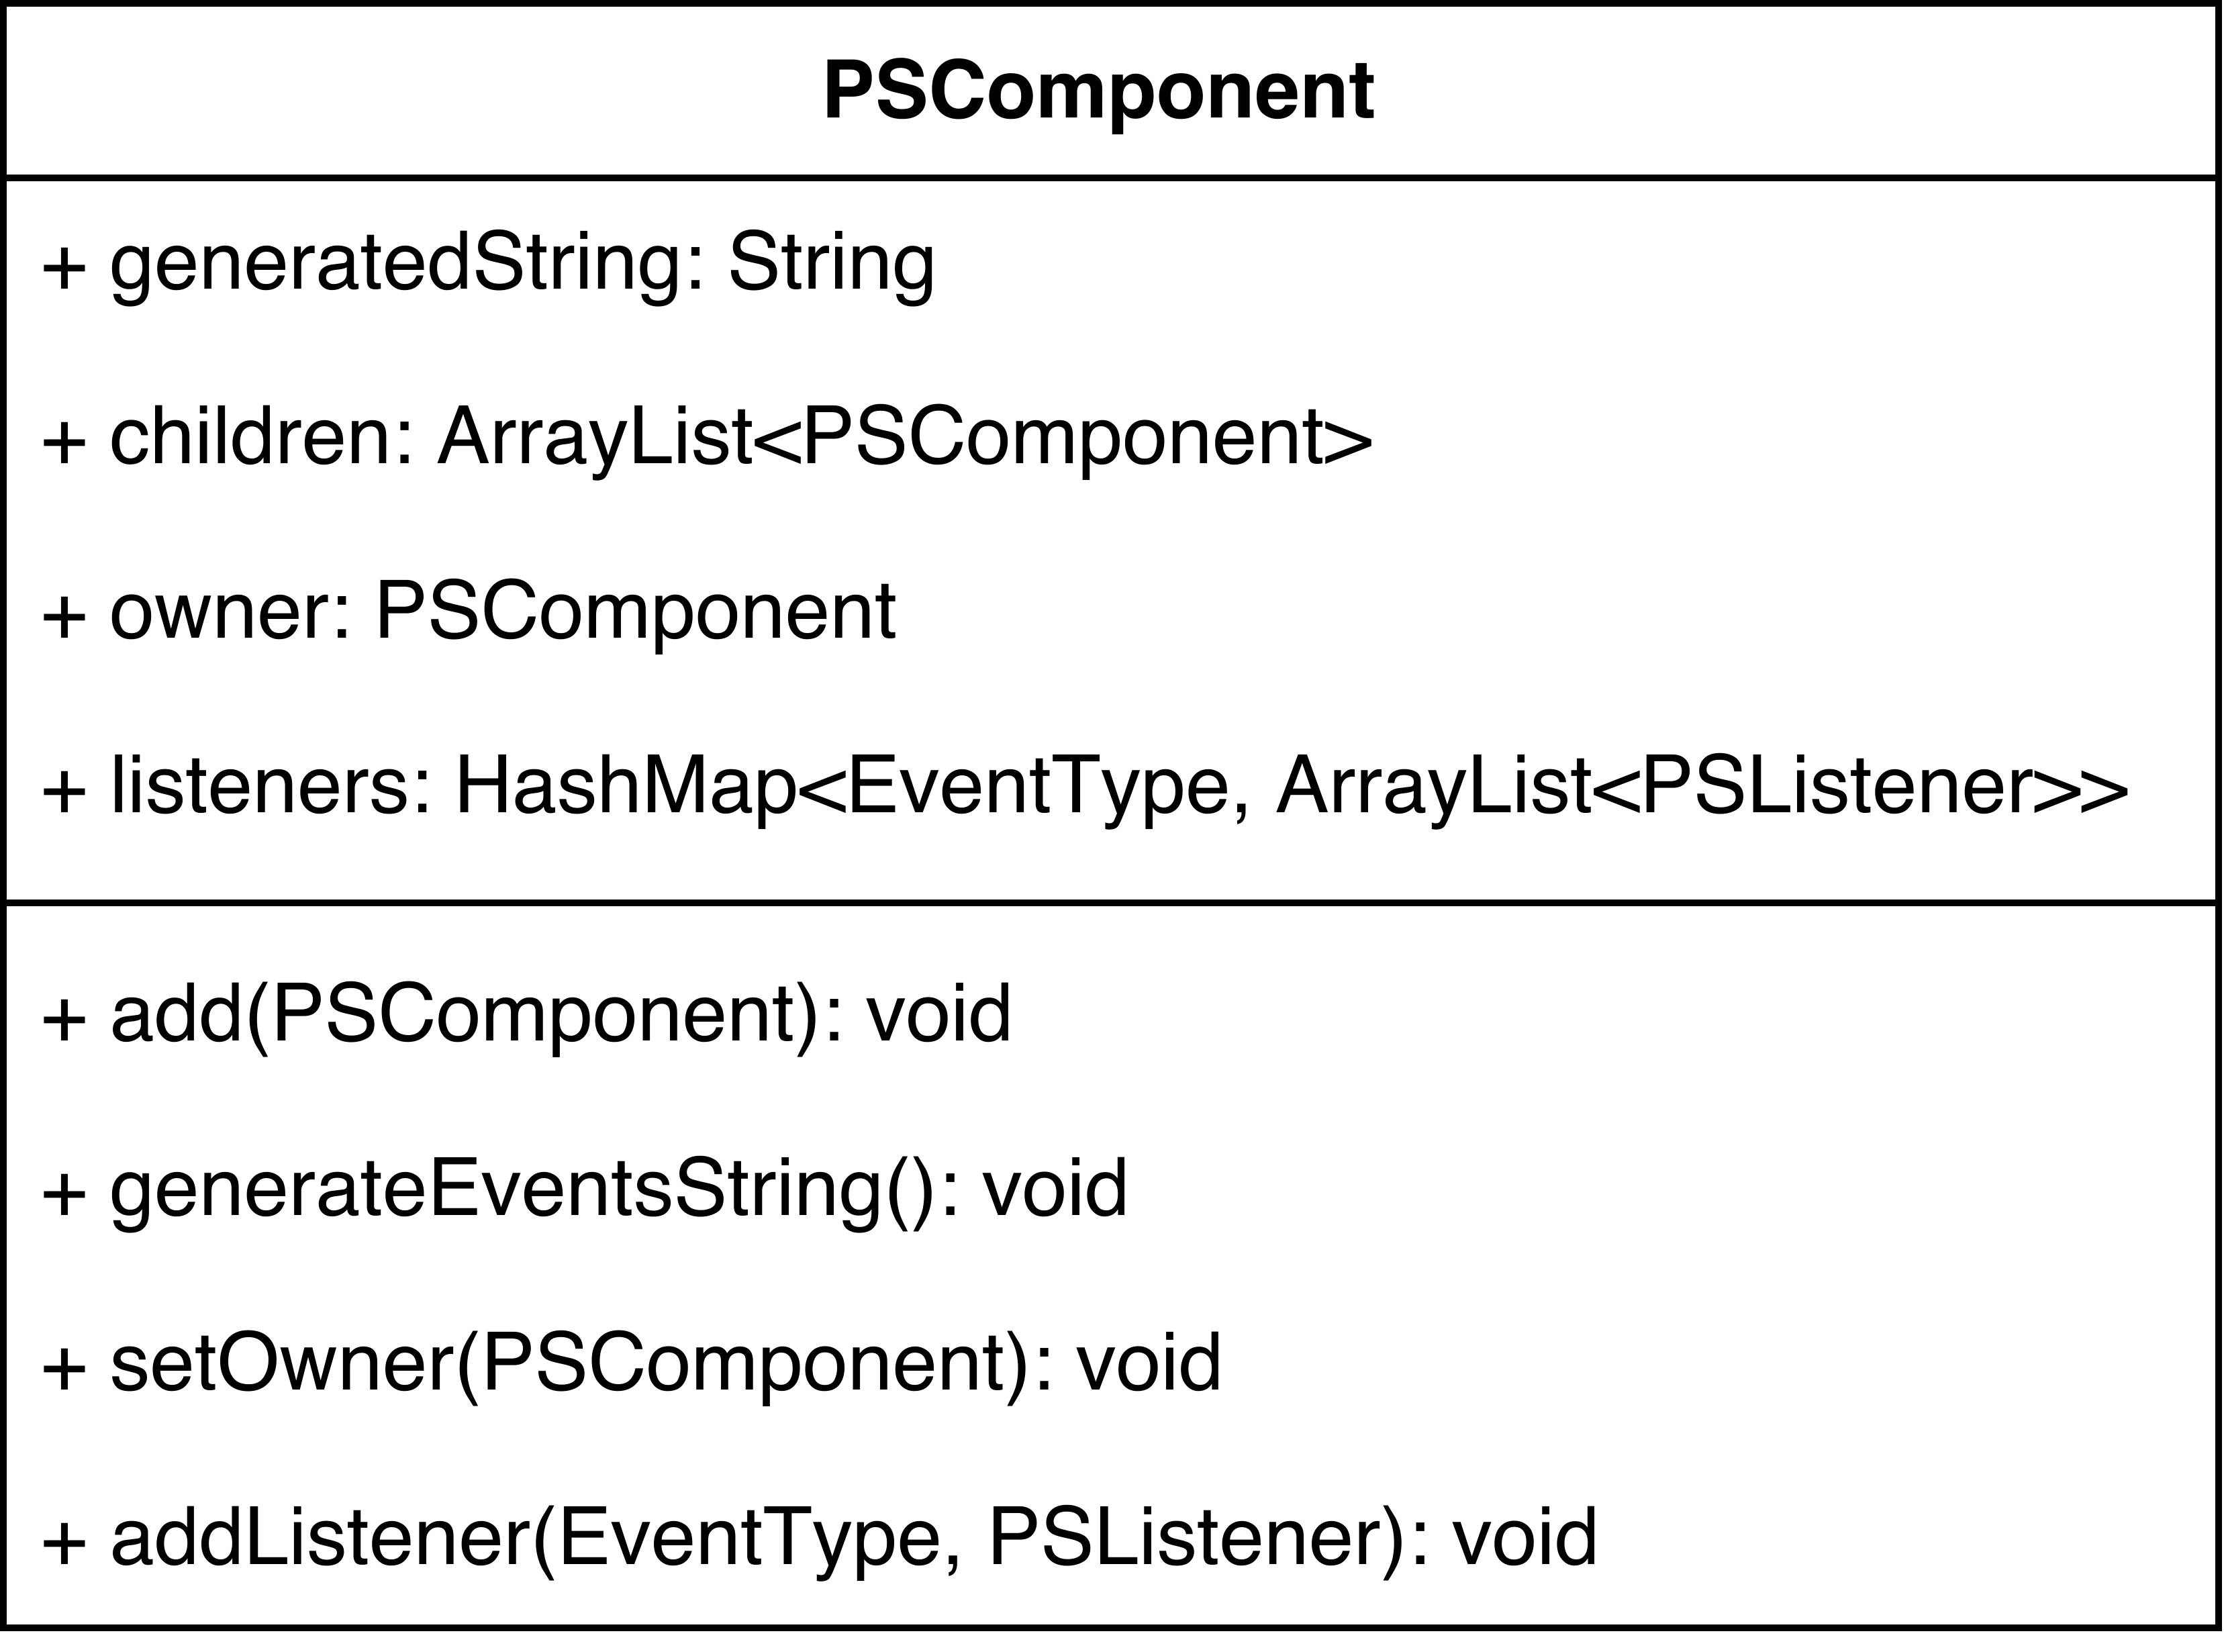 PSComponent
+ generatedString: String
+ children: ArrayList<PSComponent>
+ owner: PSComponent
+ listeners: HashMap<EventType, ArrayList<PSListener>>
+ add(PSComponent): void
+ generateEventsString(): void
+ setOwner(PSComponent): void
+ addListener(EventType, PSListener): void